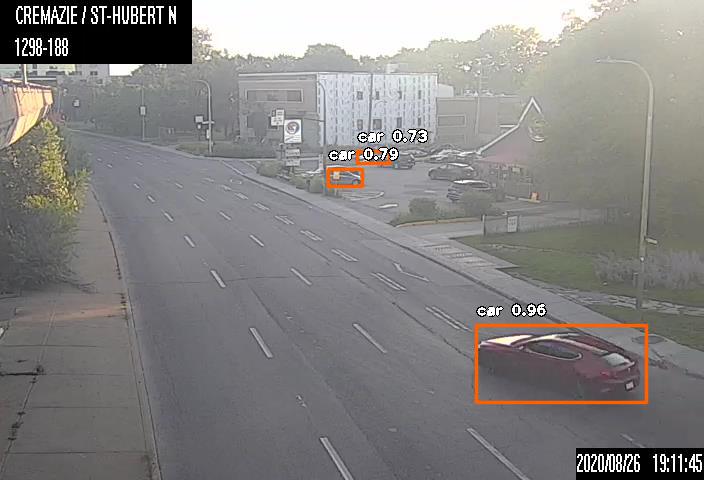 CREMAZIE / ST-HUBERT N
1298-188
car 0.73
car 0.79
car 0.96
2020/08/26 19:11:45